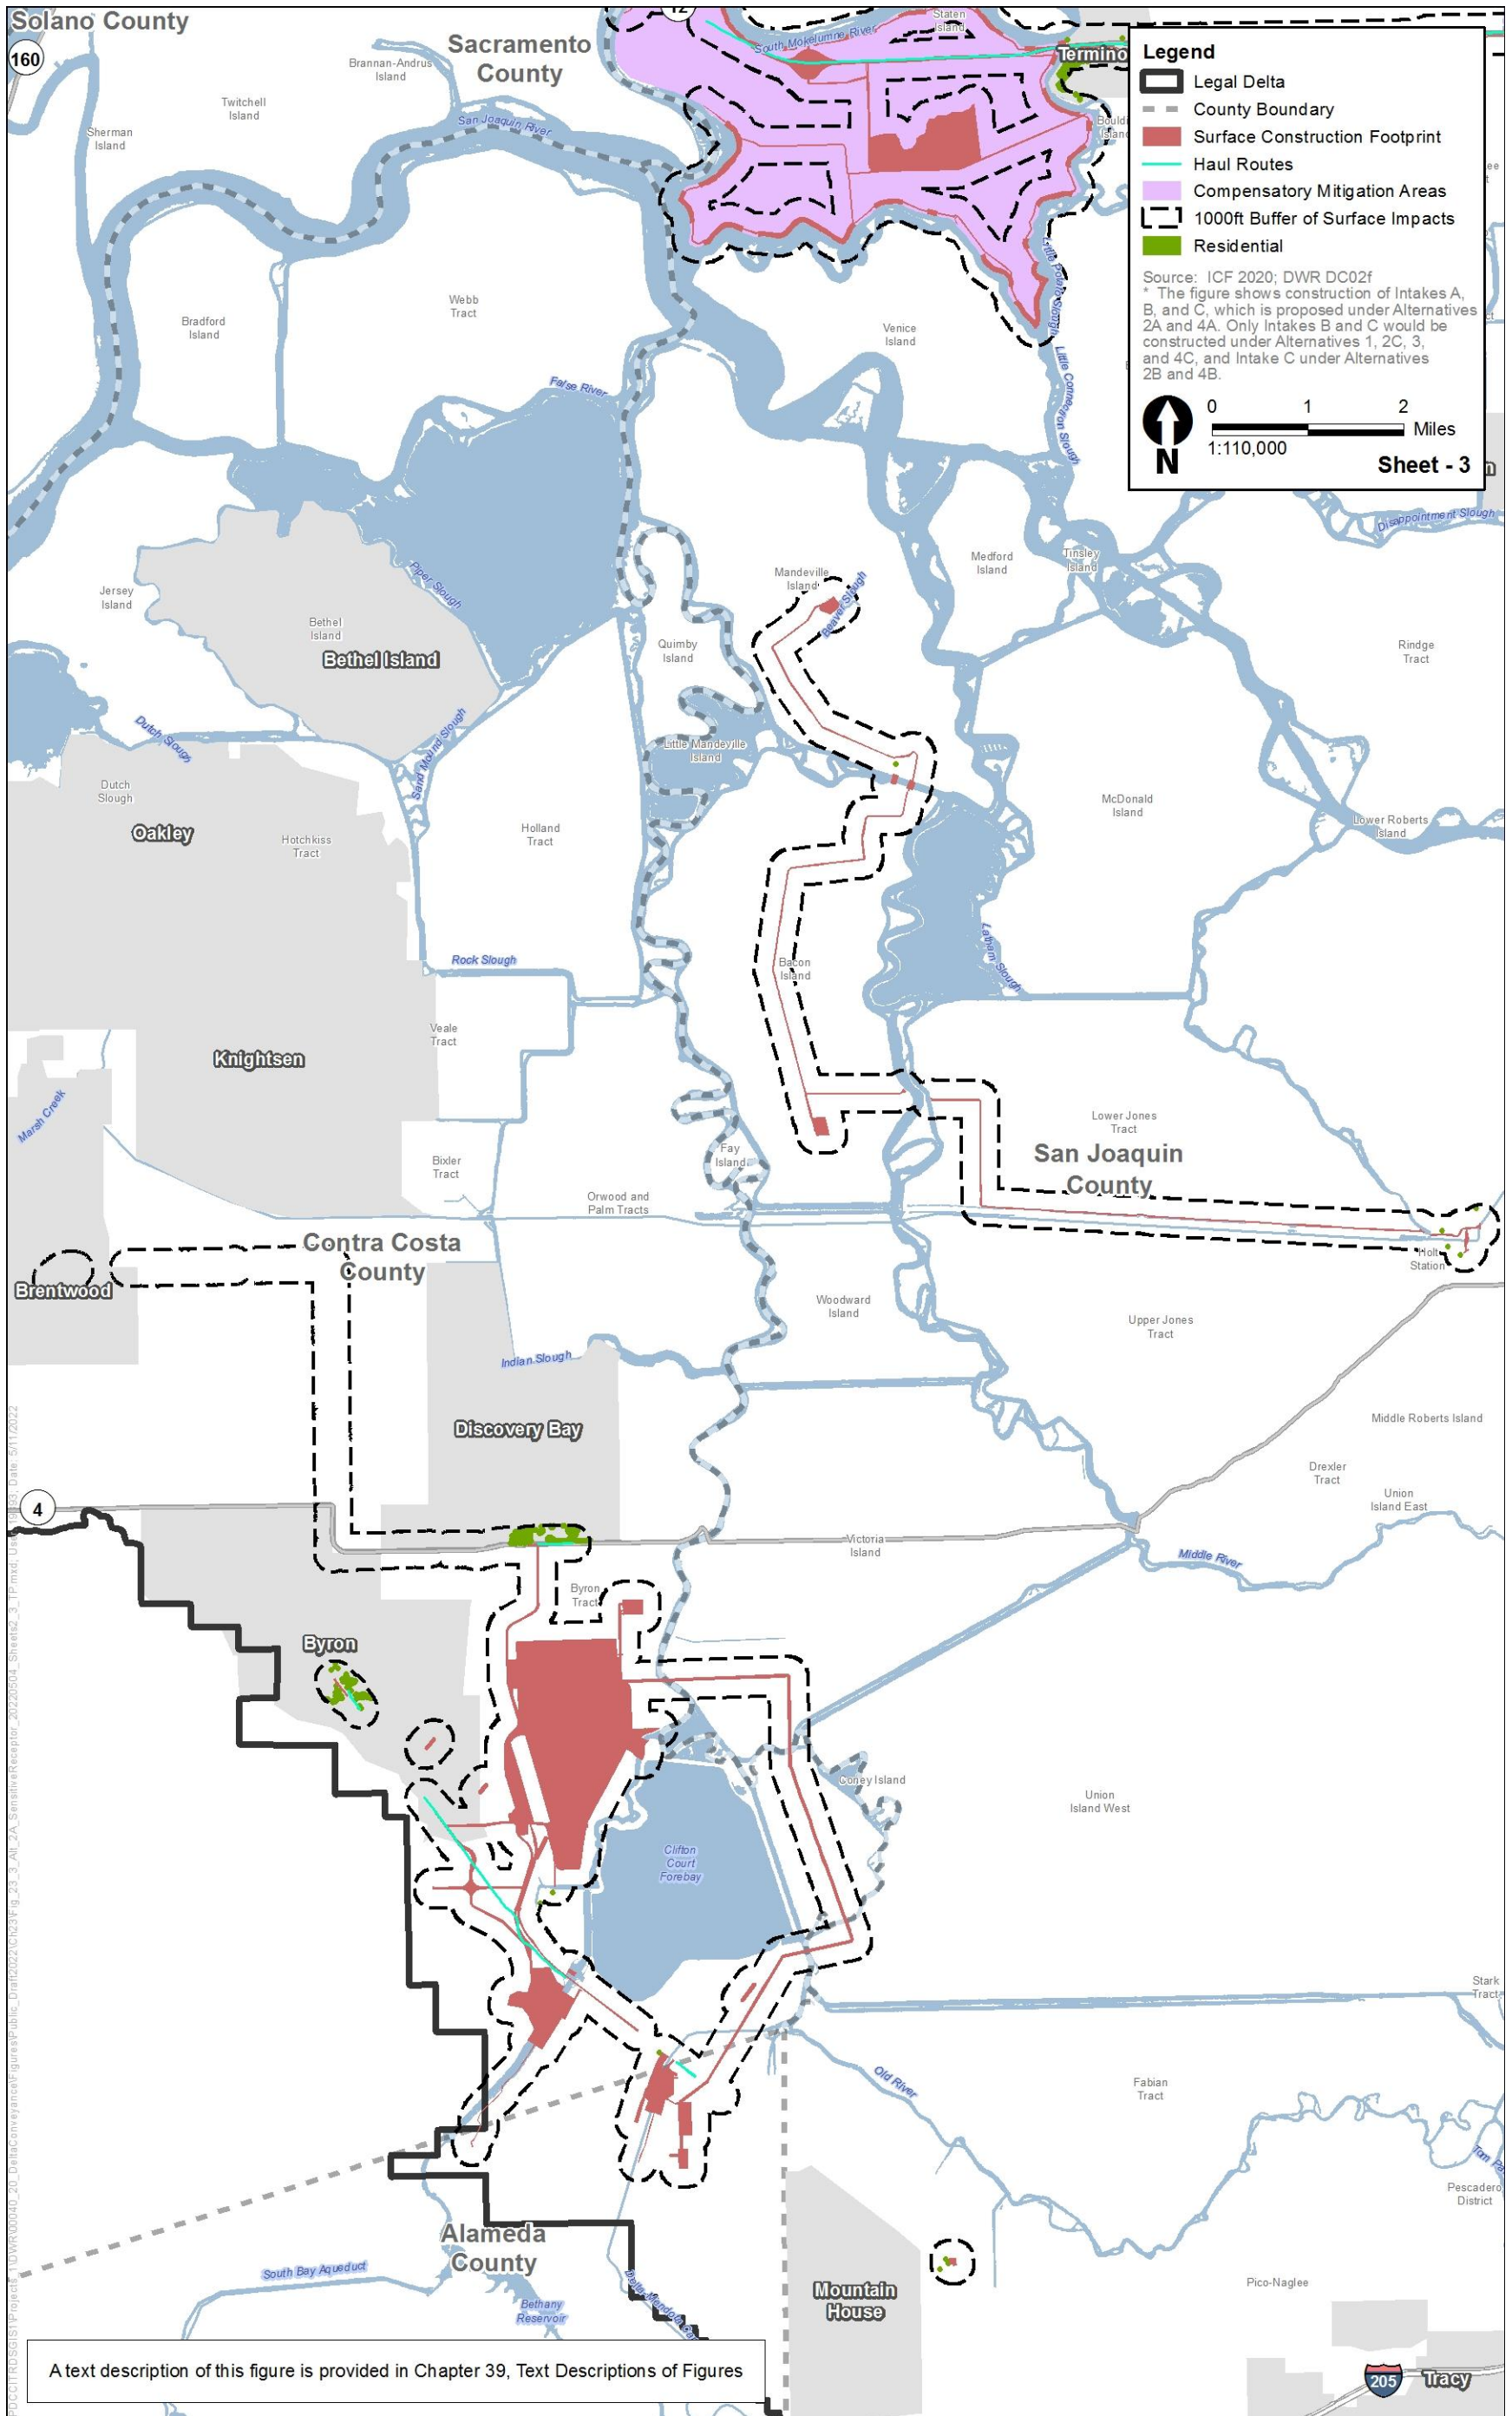 Solano County
160
Sacramento
County
12
Staten
Island
South Mokelumne River
Brannan-Andrus
Island
Twitchell
Island
Sherman
Island
San Joaquin River
Legend
Legal Delta
County Boundary
Surface Construction Footprint
Haul Routes
Compensatory Mitigation Areas
1000ft Buffer of Surface Impacts
Residential
Source: ICF 2020; DWR DC02f
* The figure shows construction of Intakes A,
B, and C, which is proposed under Alternatives
2A and 4A. Only Intakes B and C would be
constructed under Alternatives 1, 2C, 3,
and 4C, and Intake C under Alternatives
2B and 4B.
0 1 2
Miles
1:110,000
N
Sheet - 3
Termino
Little Potato Slough
Little Connection Slough
Webb
Tract
Bradford
Island
Venice
Island
False River
Disappointment Slough
Medford
Island
Tinsley
Island
Mandeville
Island
Beaver Slough
Jersey
Island
Piper Slough
Bethel
Island
Bethel Island
Quimby
Island
Rindge
Tract
Dutch Slough
Sand Mound Slough
Little Mandeville
Island
Dutch
Slough
Oakley
Hotchkiss
Tract
Holland
Tract
McDonald
Island
Lower Roberts
Island
Latham Slough
Rock Slough
Bacon
Island
Veale
Tract
Knightsen
Marsh Creek
Lower Jones
Tract
San Joaquin
County
Bixler
Tract
Fay
Island
Orwood and
Palm Tracts
Contra Costa
County
Holt
Station
Brentwood
Woodward
Island
Upper Jones
Tract
Indian Slough
Discovery Bay
Middle Roberts Island
Drexler
Tract
Union
Island East
4
Victoria
Island
Middle River
Byron
Tract
Byron
Coney Island
Union
Island West
Clifton
Court
Forebay
Stark
Tract
Old River
Fabian
Tract
Tom Pa
Pescadero
District
Alameda
County
South Bay Aqueduct
Bethany
Reservoir
Mountain
House
Pico-Naglee
A text description of this figure is provided in Chapter 39, Text Descriptions of Figures
205
Tracy